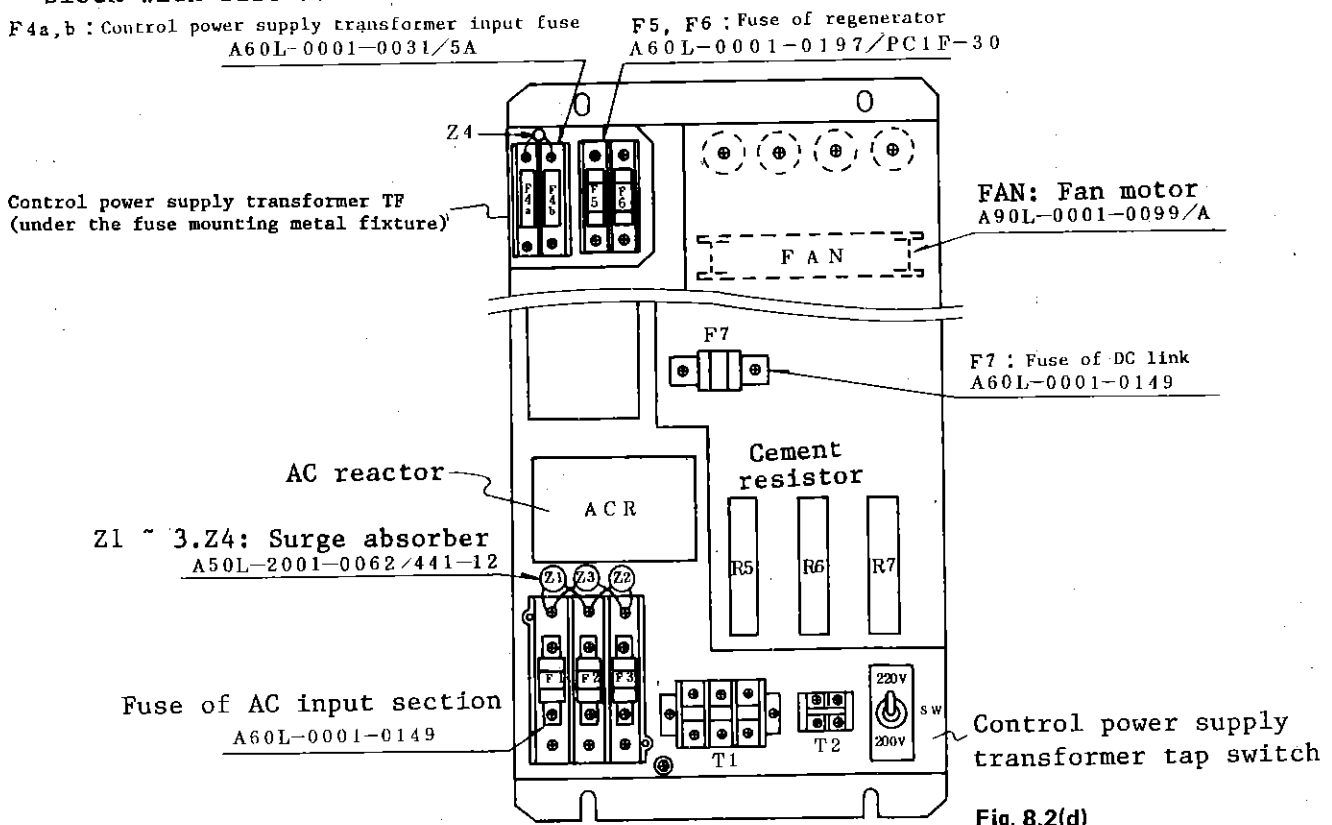 F4a,b : Control power supply transformer input fuse
A60L-0001-0031/5A
F5, F6 : Fuse of regenerator
A60L-0001-0197/PC1F-30
Z4
F4a
F4b
F5
F6
Control power supply transformer TF
(under the fuse mounting metal fixture)
FAN: Fan motor
A90L-0001-0099/A
FAN
F7
F7 : Fuse of DC link
A60L-0001-0149
Cement
resistor
AC reactor
ACR
Z1 ~ 3.Z4: Surge absorber
A50L-2001-0062/441-12
Z1 Z3 Z2
R5 R6 R7
F1 F2 F3
Fuse of AC input section
A60L-0001-0149
T1
T2
220V
200V
SW
Control power supply
transformer tap switch
Fig. 8.2(d)